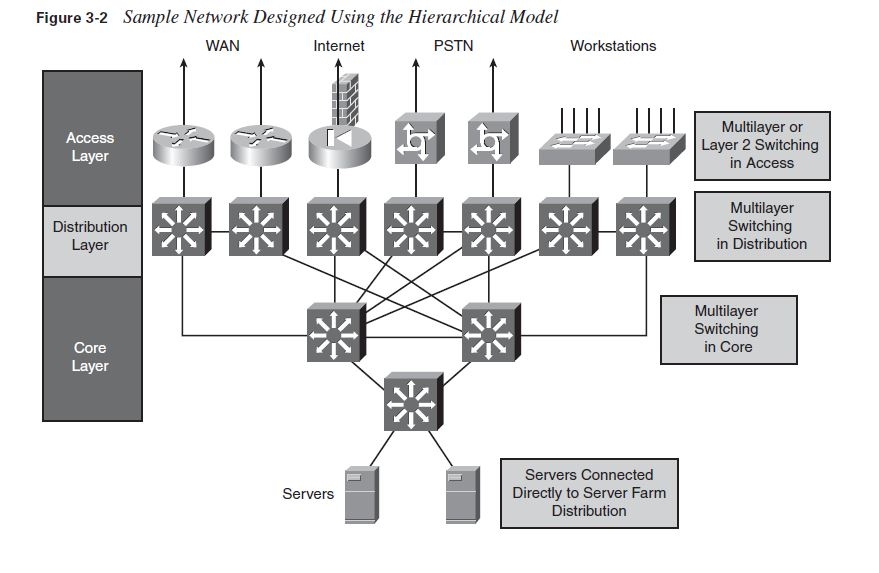 Figure 3-2 Sample Network Designed Using the Hierarchical Model
WAN
Internet
PSTN
Workstations
Access
Layer
Multilayer or
Layer 2 Switching
in Access
Distribution
Layer
Multilayer
Switching
in Distribution
Core
Layer
Multilayer
Switching
in Core
Servers
Servers Connected
Directly to Server Farm
Distribution